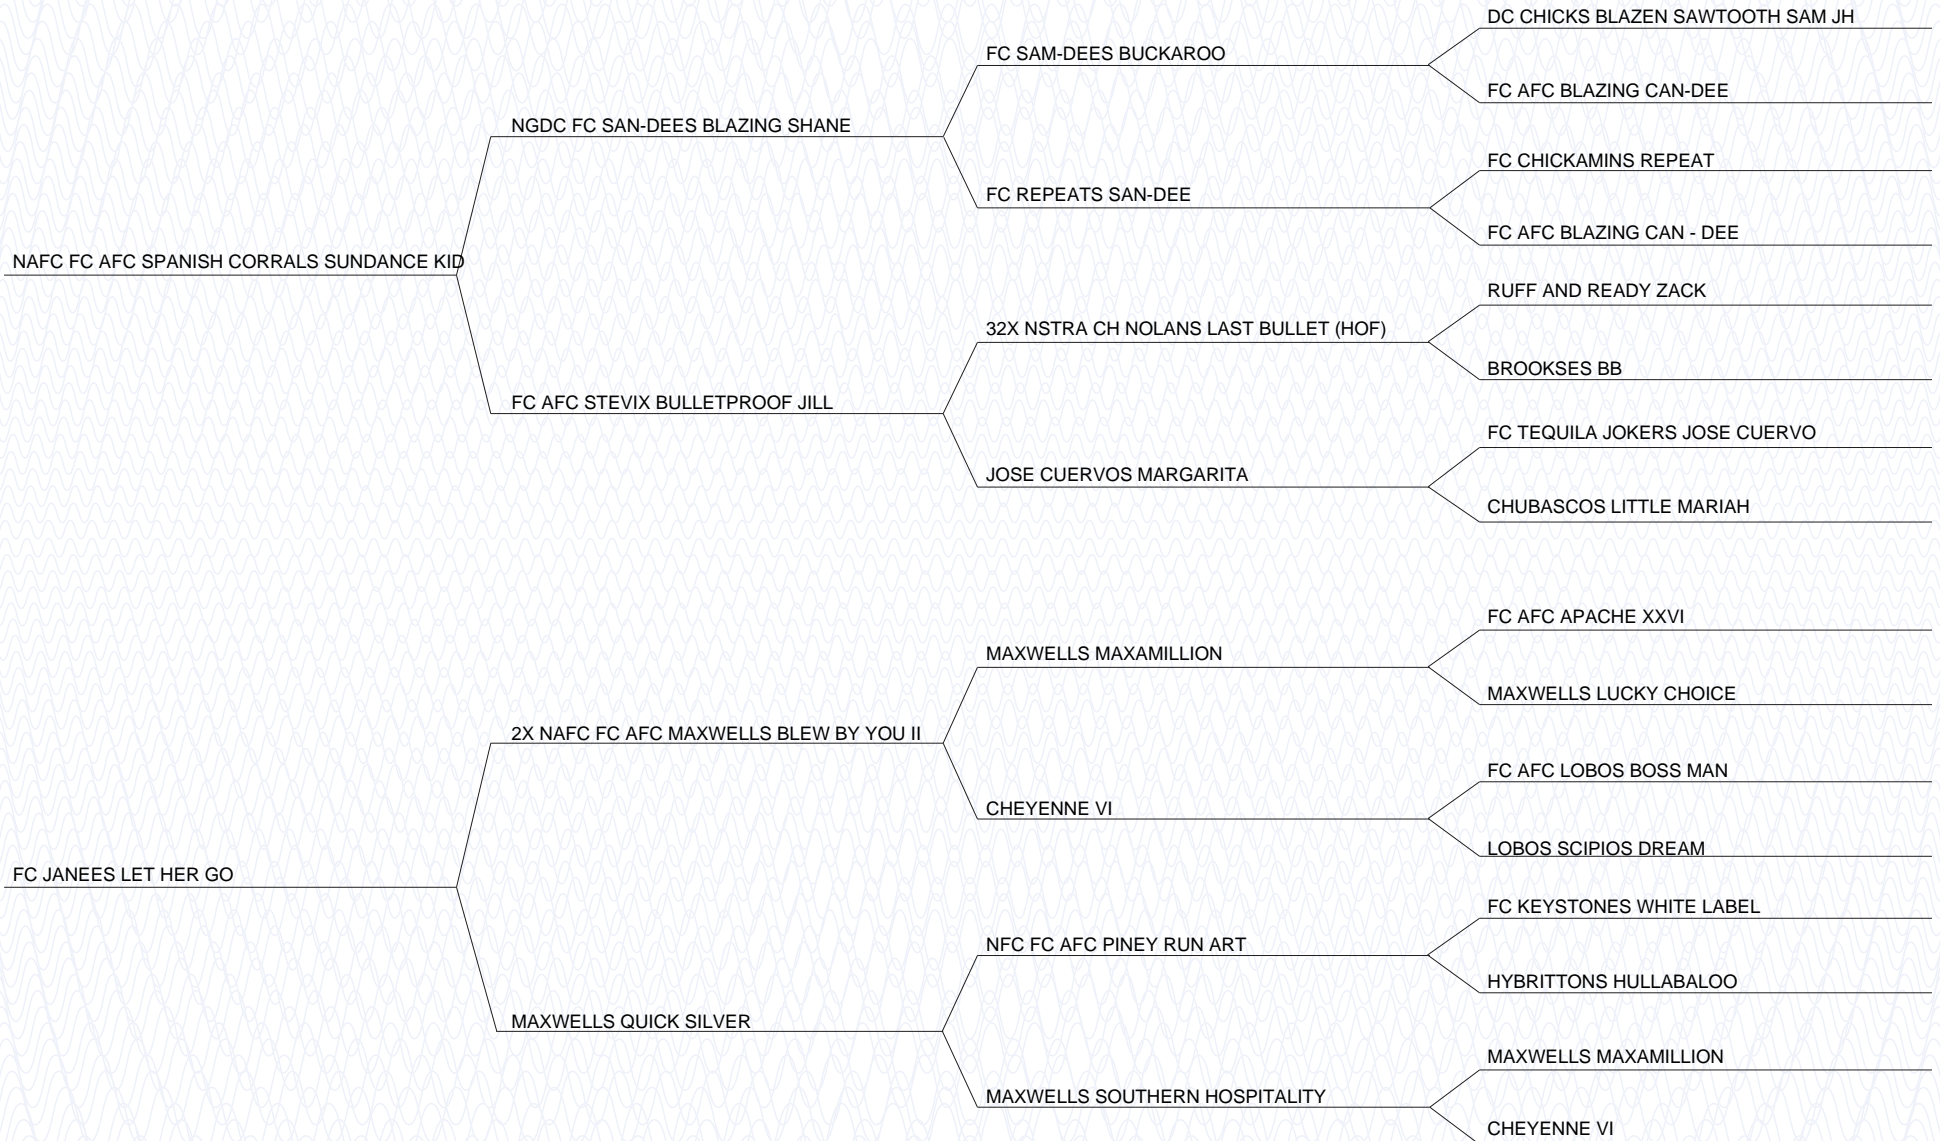 DC CHICKS BLAZEN SAWTOOTH SAM JH
FC SAM-DEES BUCKAROO
FC AFC BLAZING CAN-DEE
NGDC FC SAN-DEES BLAZING SHANE
FC CHICKAMINS REPEAT
FC REPEATS SAN-DEE
FC AFC BLAZING CAN - DEE
NAFC FC AFC SPANISH CORRALS SUNDANCE KID
RUFF AND READY ZACK
32X NSTRA CH NOLANS LAST BULLET (HOF)
BROOKSES BB
FC AFC STEVIX BULLETPROOF JILL
FC TEQUILA JOKERS JOSE CUERVO
JOSE CUERVOS MARGARITA
CHUBASCOS LITTLE MARIAH
FC AFC APACHE XXVI
MAXWELLS MAXAMILLION
MAXWELLS LUCKY CHOICE
2X NAFC FC AFC MAXWELLS BLEW BY YOU II
FC AFC LOBOS BOSS MAN
CHEYENNE VI
LOBOS SCIPIOS DREAM
FC JANEES LET HER GO
FC KEYSTONES WHITE LABEL
NFC FC AFC PINEY RUN ART
HYBRITTONS HULLABALOO
MAXWELLS QUICK SILVER
MAXWELLS MAXAMILLION
MAXWELLS SOUTHERN HOSPITALITY
CHEYENNE VI